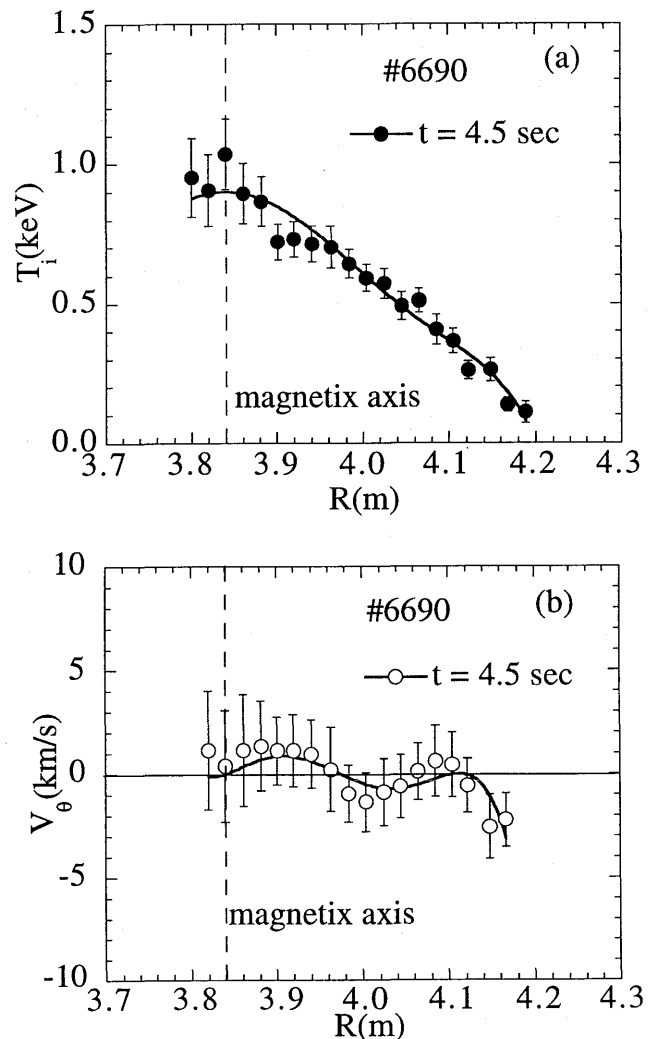 1.5
(a)
#6690
t = 4.5 sec
1.0
T_i(keV)
0.5
magnetix axis
0.0
3.7 3.8 3.9 4.0 4.1 4.2 4.3
R(m)
10
(b)
#6690
5
t = 4.5 sec
V_θ(km/s)
0
-5
magnetix axis
-10
3.7 3.8 3.9 4.0 4.1 4.2 4.3
R(m)